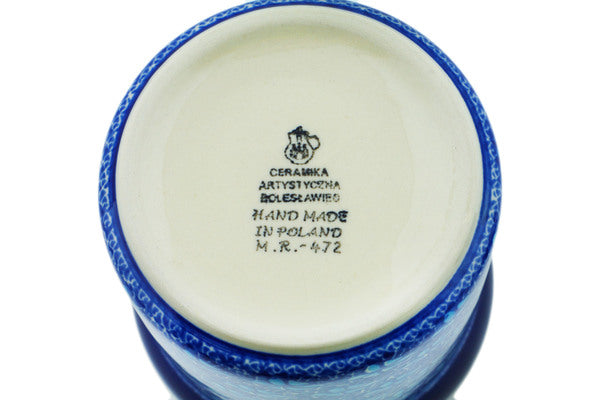 CERAMIKA
ARTYSTYCZNA
BOLESŁAWIEC
HAND MADE
IN POLAND
M.R.-472